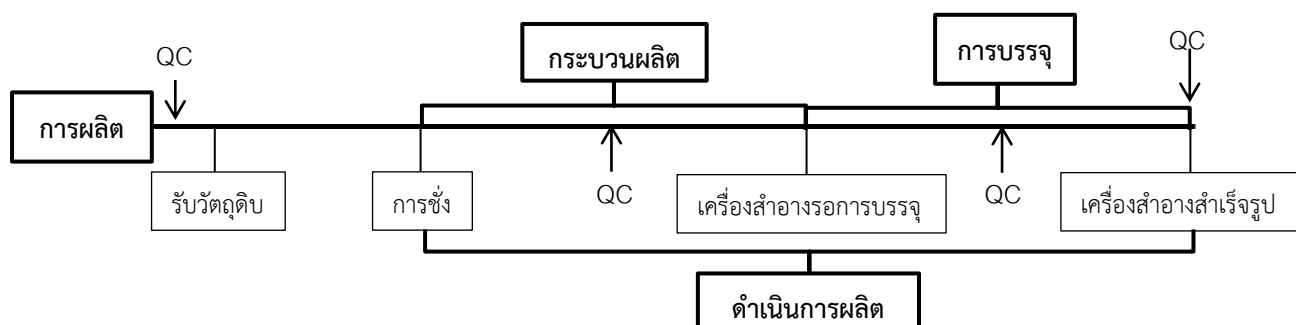 QC
กระบวนผลิต
การบรรจุ
QC
การผลิต
รับวัตถุดิบ
การชั่ง
QC
เครื่องสำอางรอการบรรจุ
QC
เครื่องสำอางสำเร็จรูป
ดำเนินการผลิต